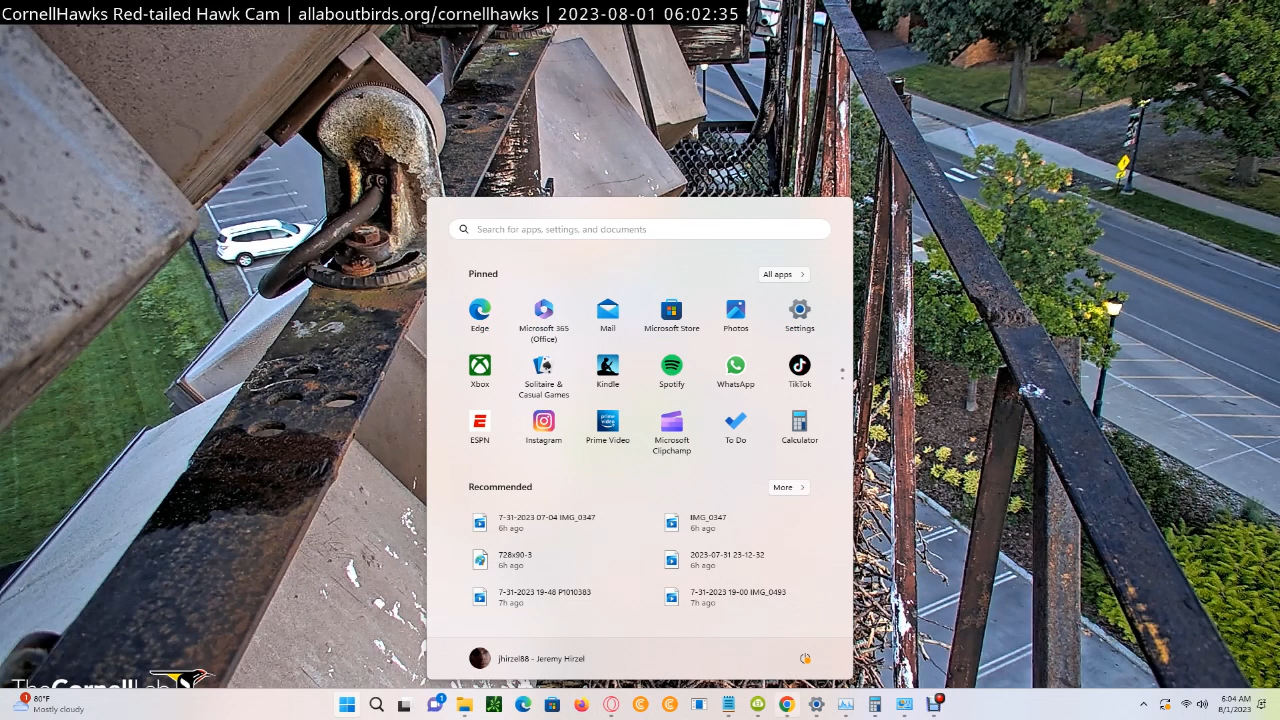 CornellHawks Red-tailed Hawk Cam | allaboutbirds.org/cornellhawks | 2023-08-01 06:02:35
Search for apps, settings, and documents
Pinned
All apps
Edge
Microsoft 365
(Office)
Mail
Microsoft Store
Photos
Settings
Xbox
Solitaire &
Casual Games
Kindle
Spotify
WhatsApp
TikTok
ESPN
Instagram
Prime Video
Microsoft
Clipchamp
To Do
Calculator
Recommended
More
7-31-2023 07-04 IMG_0347
6h ago
IMG_0347
6h ago
728x90-3
6h ago
2023-07-31 23-12-32
6h ago
7-31-2023 19-48 P1010383
7h ago
7-31-2023 19-00 IMG_0493
7h ago
jhirzel88 - Jeremy Hirzel
TheCornellLab
1
80°F
Mostly cloudy
1
6:04 AM
8/1/2023